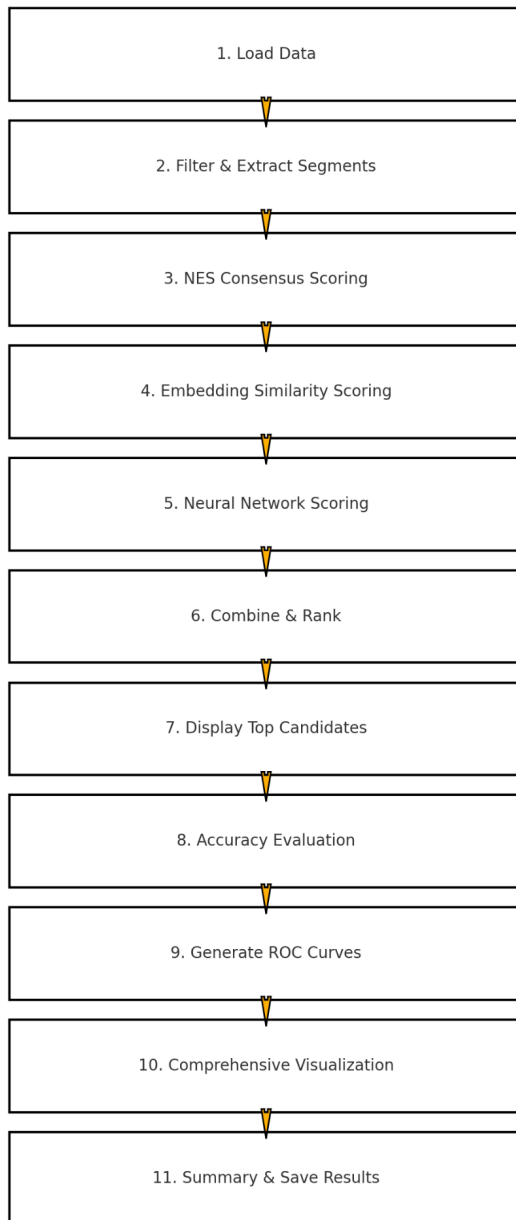 1. Load Data
2. Filter & Extract Segments
3. NES Consensus Scoring
4. Embedding Similarity Scoring
5. Neural Network Scoring
6. Combine & Rank
7. Display Top Candidates
8. Accuracy Evaluation
9. Generate ROC Curves
10. Comprehensive Visualization
11. Summary & Save Results